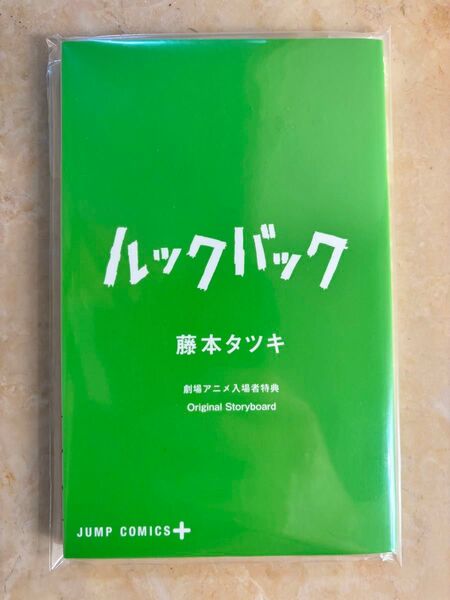 ルックバック
藤本タツキ
劇場アニメ入場者特典
Original Storyboard
JUMP COMICS+